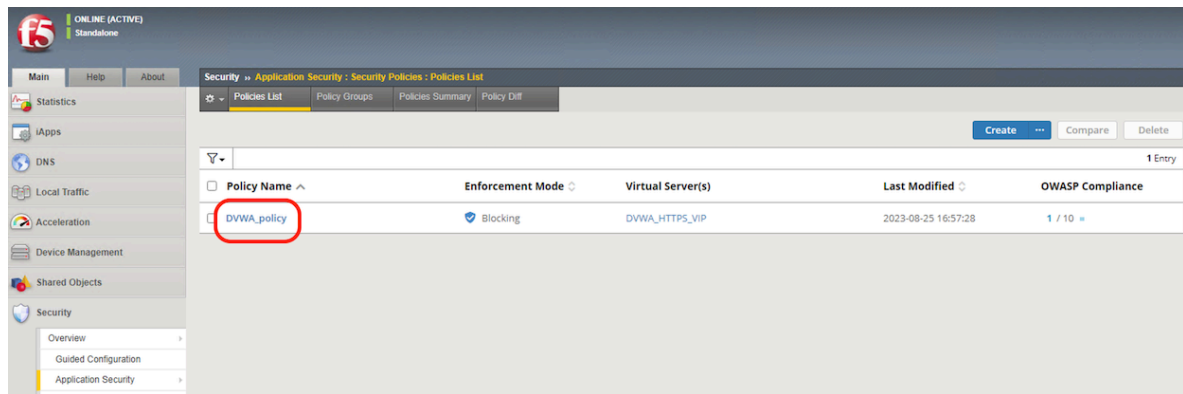 f5
ONLINE (ACTIVE)
Standalone
Main Help About
Security » Application Security : Security Policies : Policies List
Policies List Policy Groups Policies Summary Policy Diff
Statistics
iApps
DNS
Local Traffic
Acceleration
Device Management
Shared Objects
Security
Overview
Guided Configuration
Application Security
Create ... Compare Delete
1 Entry
Policy Name Enforcement Mode Virtual Server(s) Last Modified OWASP Compliance
DVWA_policy Blocking DVWA_HTTPS_VIP 2023-08-25 16:57:28 1 / 10